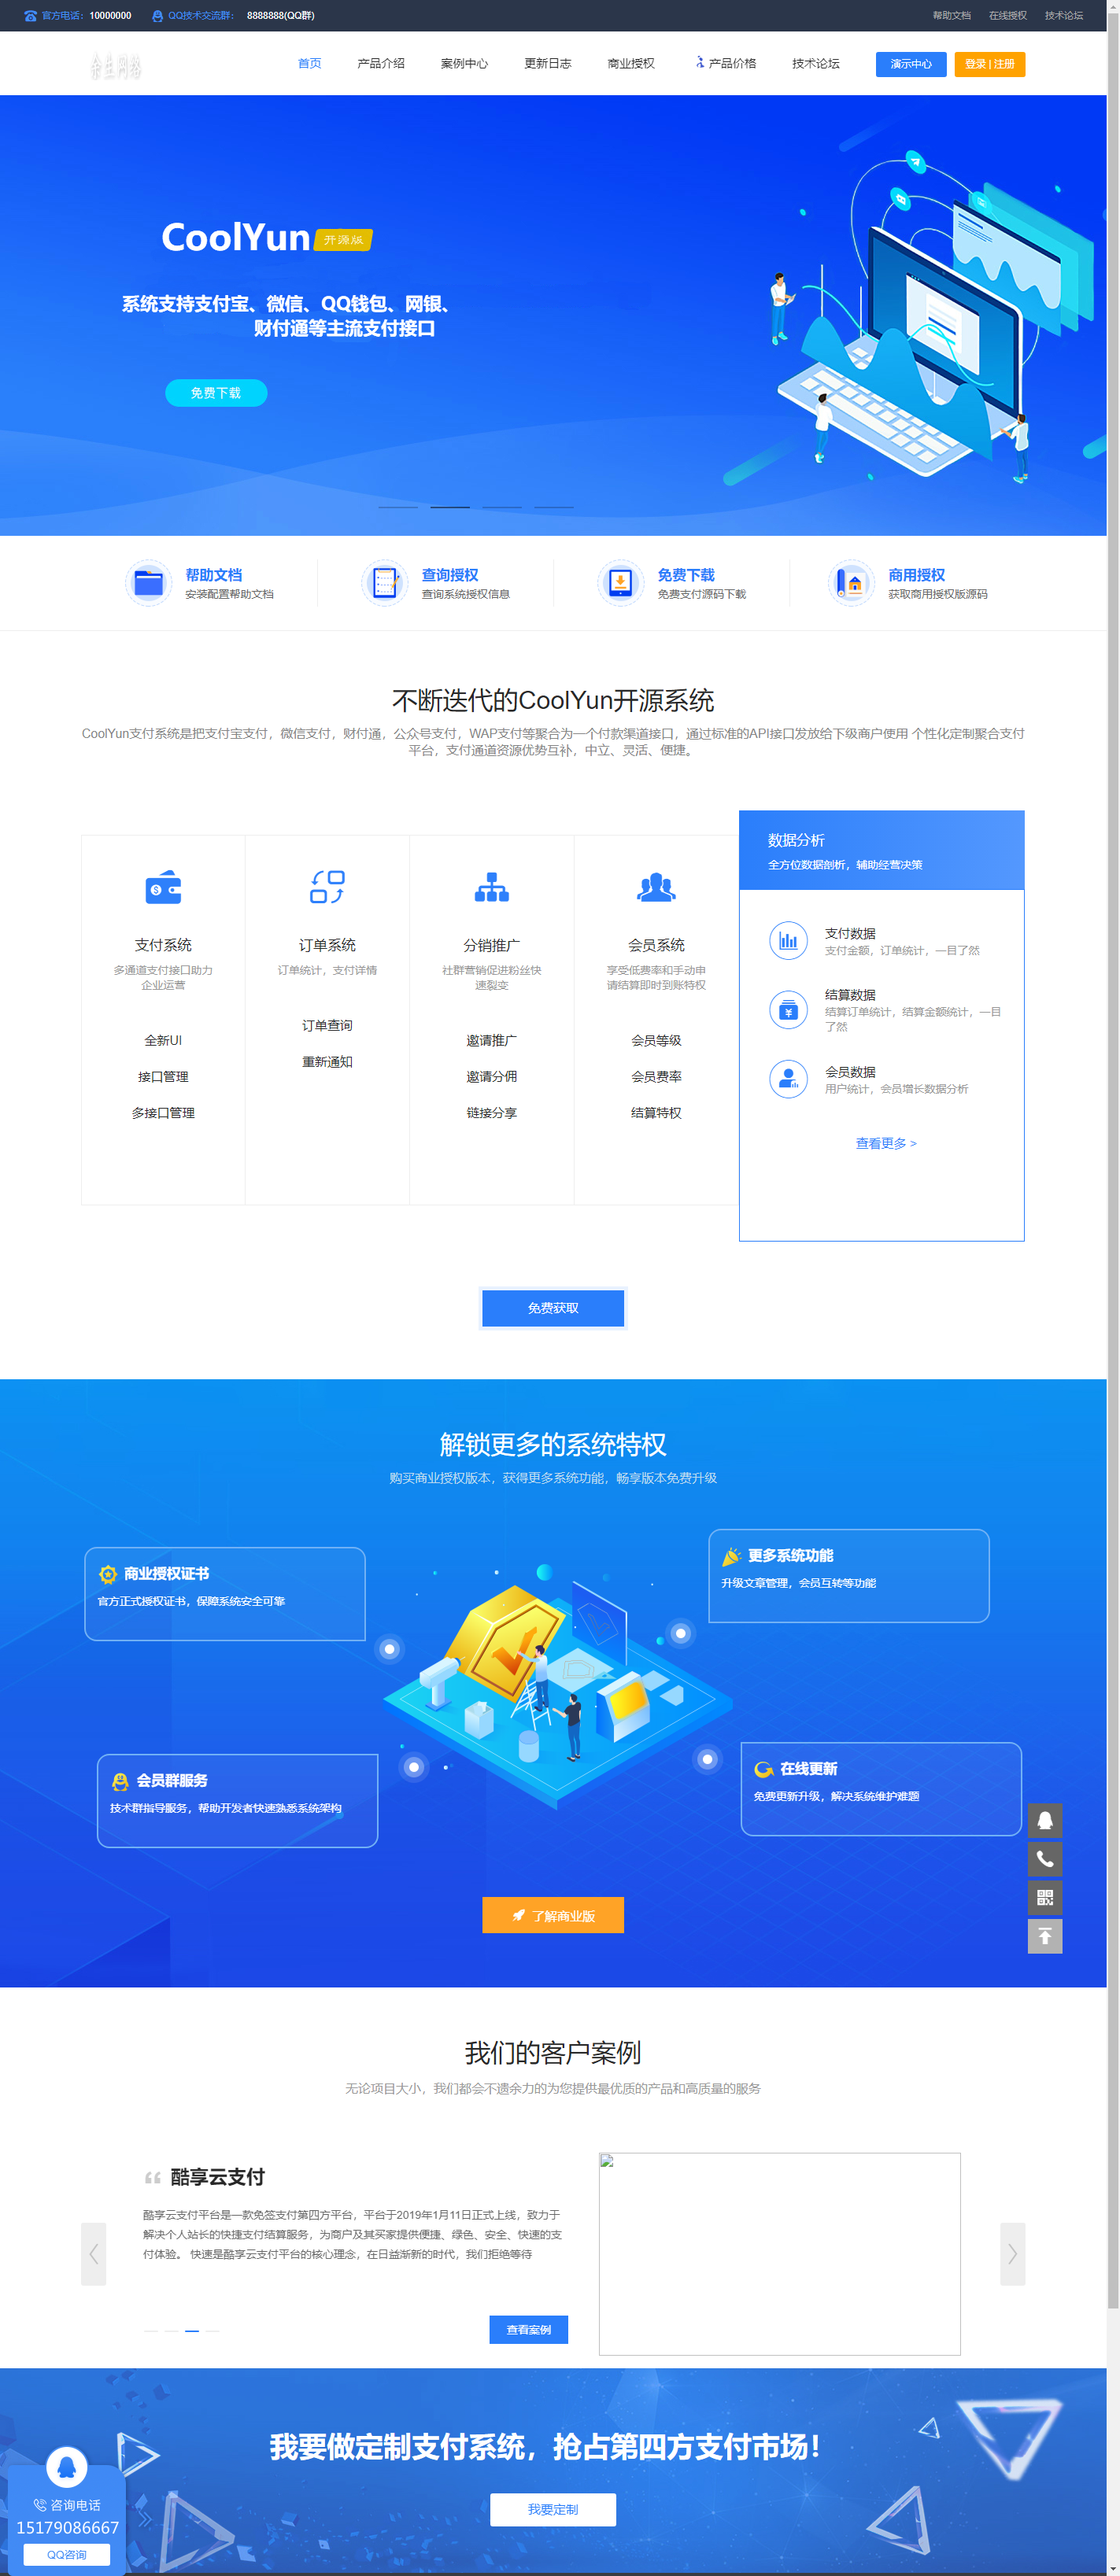 官方电话： 10000000 QQ技术交流群： 8888888(QQ群) 帮助文档 在线授权 技术论坛
余生网络 首页 产品介绍 案例中心 更新日志 商业授权 产品价格 技术论坛 演示中心 登录 | 注册
CoolYun 开源版
系统支持支付宝、微信、QQ钱包、网银、
财付通等主流支付接口
免费下载
帮助文档 查询授权 免费下载 商用授权
安装配置帮助文档 查询系统授权信息 免费支付源码下载 获取商用授权版源码
不断迭代的CoolYun开源系统
CoolYun支付系统是把支付宝支付，微信支付，财付通，公众号支付，WAP支付等聚合为一个付款渠道接口，通过标准的API接口发放给下级商户使用 个性化定制聚合支付
平台，支付通道资源优势互补，中立、灵活、便捷。
支付系统
多通道支付接口助力
企业运营
全新UI
接口管理
多接口管理
订单系统
订单统计，支付详情
订单查询
重新通知
分销推广
社群营销促进粉丝快
速裂变
邀请推广
邀请分佣
链接分享
会员系统
享受低费率和手动申
请结算即时到账特权
会员等级
会员费率
结算特权
数据分析
全方位数据剖析，辅助经营决策
支付数据
支付金额，订单统计，一目了然
结算数据
结算订单统计，结算金额统计，一目
了然
会员数据
用户统计，会员增长数据分析
查看更多 >
免费获取
解锁更多的系统特权
购买商业授权版本，获得更多系统功能，畅享版本免费升级
商业授权证书
官方正式授权证书，保障系统安全可靠
更多系统功能
升级文章管理，会员互转等功能
会员群服务
技术群指导服务，帮助开发者快速熟悉系统架构
在线更新
免费更新升级，解决系统维护难题
了解商业版
我们的客户案例
无论项目大小，我们都会不遗余力的为您提供最优质的产品和高质量的服务
酷享云支付
酷享云支付平台是一款免签支付第四方平台，平台于2019年1月11日正式上线，致力于
解决个人站长的快捷支付结算服务，为商户及其买家提供便捷、绿色、安全、快速的支
付体验。 快速是酷享云支付平台的核心理念，在日益渐新的时代，我们拒绝等待
查看案例
我要做定制支付系统，抢占第四方支付市场！
我要定制
咨询电话
15179086667
QQ咨询